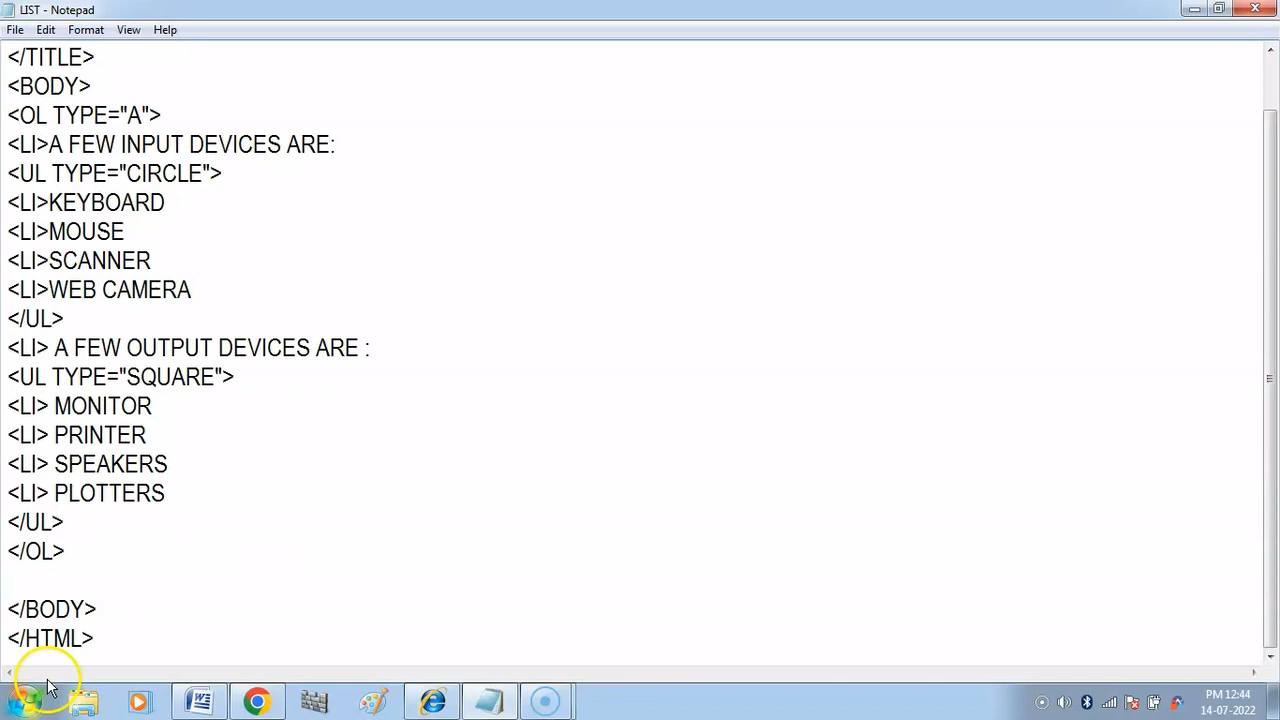 LIST - Notepad
File Edit Format View Help
</TITLE>
<BODY>
<OL TYPE="A">
<LI>A FEW INPUT DEVICES ARE:
<UL TYPE="CIRCLE">
<LI>KEYBOARD
<LI>MOUSE
<LI>SCANNER
<LI>WEB CAMERA
</UL>
<LI> A FEW OUTPUT DEVICES ARE :
<UL TYPE="SQUARE">
<LI> MONITOR
<LI> PRINTER
<LI> SPEAKERS
<LI> PLOTTERS
</UL>
</OL>
</BODY>
</HTML>
PM 12:44
14-07-2022